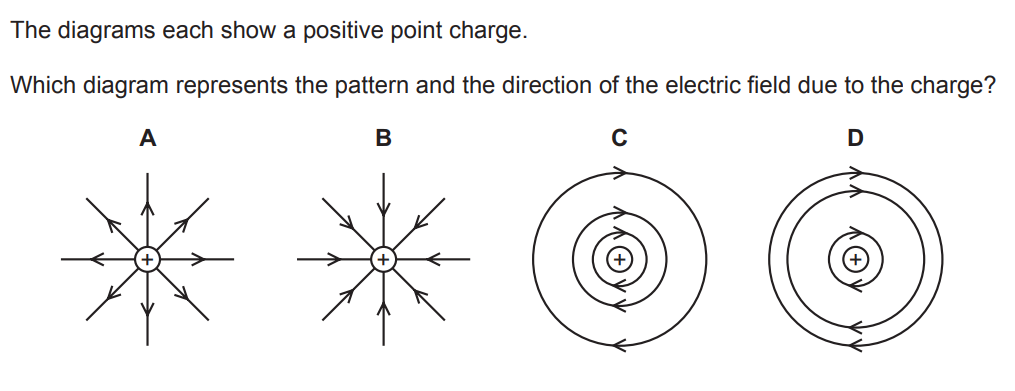 The diagrams each show a positive point charge.
Which diagram represents the pattern and the direction of the electric field due to the charge?
A B C D
+ + + +